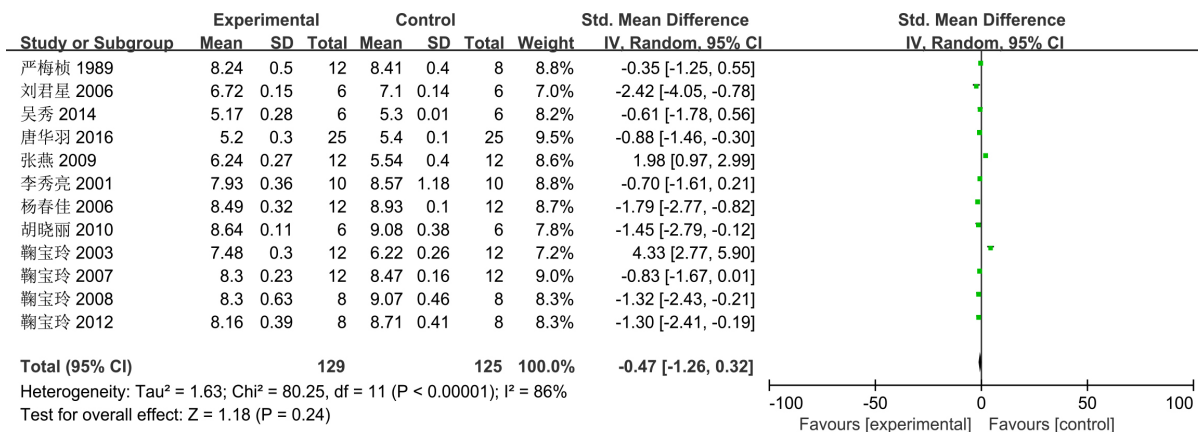 Experimental Control Std. Mean Difference Std. Mean Difference
Study or Subgroup Mean SD Total Mean SD Total Weight IV, Random, 95% CI IV, Random, 95% CI
严梅桢 1989 8.24 0.5 12 8.41 0.4 8 8.8% -0.35 [-1.25, 0.55]
刘君星 2006 6.72 0.15 6 7.1 0.14 6 7.0% -2.42 [-4.05, -0.78]
吴秀 2014 5.17 0.28 6 5.3 0.01 6 8.2% -0.61 [-1.78, 0.56]
唐华羽 2016 5.2 0.3 25 5.4 0.1 25 9.5% -0.88 [-1.46, -0.30]
张燕 2009 6.24 0.27 12 5.54 0.4 12 8.6% 1.98 [0.97, 2.99]
李秀亮 2001 7.93 0.36 10 8.57 1.18 10 8.8% -0.70 [-1.61, 0.21]
杨春佳 2006 8.49 0.32 12 8.93 0.1 12 8.7% -1.79 [-2.77, -0.82]
胡晓丽 2010 8.64 0.11 6 9.08 0.38 6 7.8% -1.45 [-2.79, -0.12]
鞠宝玲 2003 7.48 0.3 12 6.22 0.26 12 7.2% 4.33 [2.77, 5.90]
鞠宝玲 2007 8.3 0.23 12 8.47 0.16 12 9.0% -0.83 [-1.67, 0.01]
鞠宝玲 2008 8.3 0.63 8 9.07 0.46 8 8.3% -1.32 [-2.43, -0.21]
鞠宝玲 2012 8.16 0.39 8 8.71 0.41 8 8.3% -1.30 [-2.41, -0.19]
Total (95% CI) 129 125 100.0% -0.47 [-1.26, 0.32]
Heterogeneity: Tau² = 1.63; Chi² = 80.25, df = 11 (P < 0.00001); I² = 86%
Test for overall effect: Z = 1.18 (P = 0.24)
-100 -50 0 50 100
Favours [experimental] Favours [control]